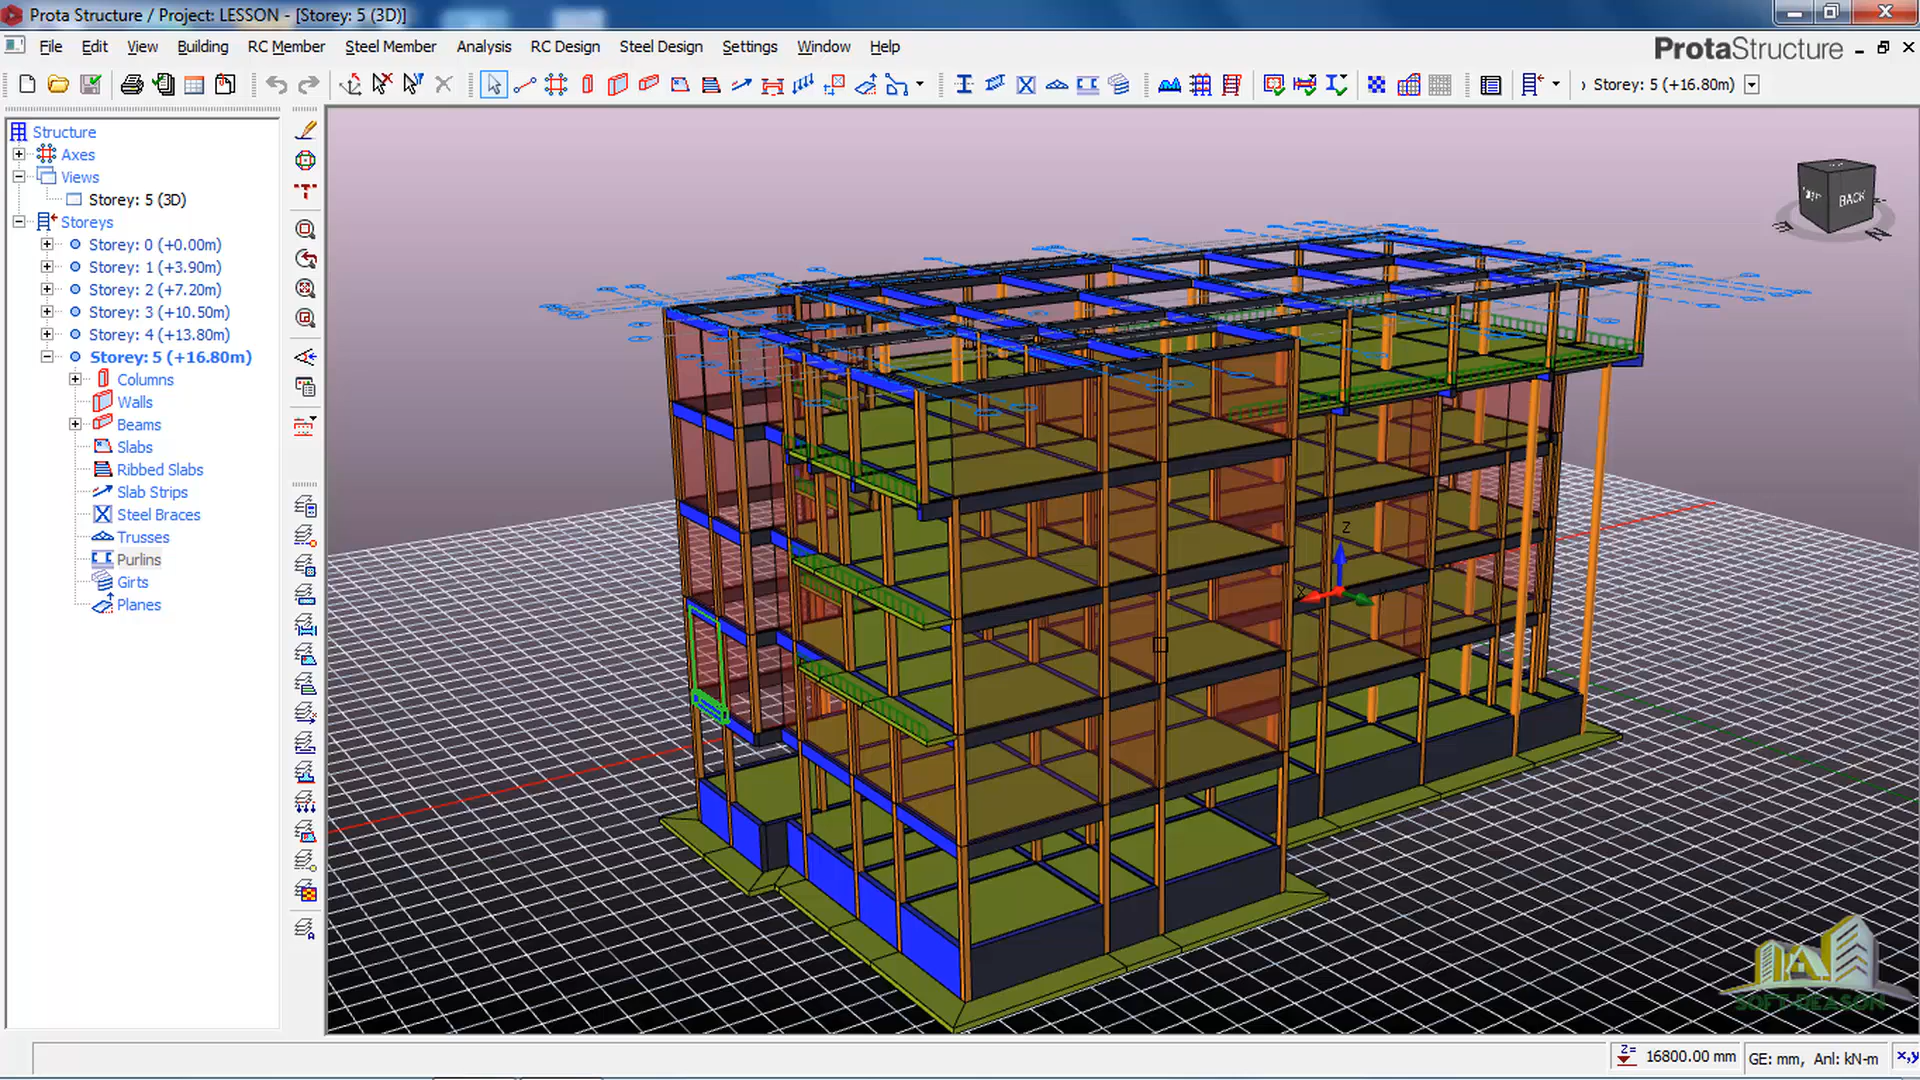 Prota Structure / Project: LESSON - [Storey: 5 (3D)]
File Edit View Building RC Member Steel Member Analysis RC Design Steel Design Settings Window Help
ProtaStructure
Storey: 5 (+16.80m)
Structure
Axes
Views
Storey: 5 (3D)
Storeys
Storey: 0 (+0.00m)
Storey: 1 (+3.90m)
Storey: 2 (+7.20m)
Storey: 3 (+10.50m)
Storey: 4 (+13.80m)
Storey: 5 (+16.80m)
Columns
Walls
Beams
Slabs
Ribbed Slabs
Slab Strips
Steel Braces
Trusses
Purlins
Girts
Planes
BACK
Z
X
SOFT REASON
Z= 16800.00 mm GE: mm, Anl: kN-m x,y